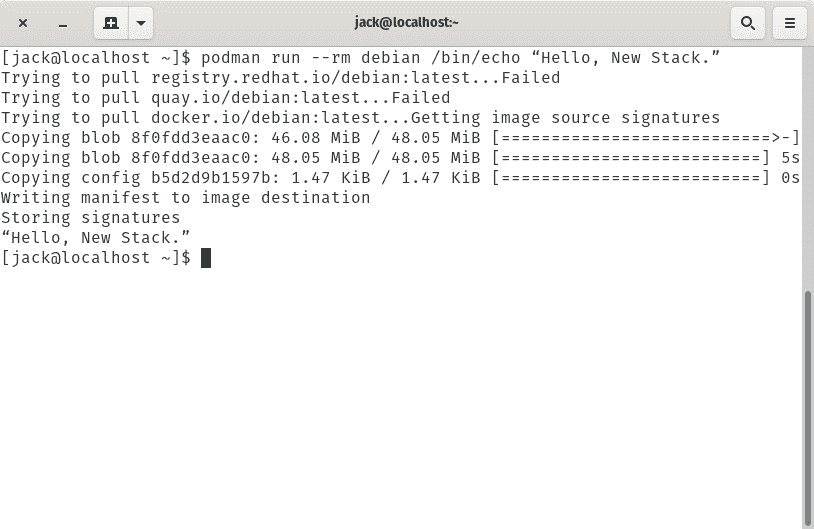 jack@localhost:~
[jack@localhost ~]$ podman run --rm debian /bin/echo “Hello, New Stack.”
Trying to pull registry.redhat.io/debian:latest...Failed
Trying to pull quay.io/debian:latest...Failed
Trying to pull docker.io/debian:latest...Getting image source signatures
Copying blob 8f0fdd3eaac0: 46.08 MiB / 48.05 MiB [===========================>-]
Copying blob 8f0fdd3eaac0: 48.05 MiB / 48.05 MiB [==========================] 5s
Copying config b5d2d9b1597b: 1.47 KiB / 1.47 KiB [==========================] 0s
Writing manifest to image destination
Storing signatures
“Hello, New Stack.”
[jack@localhost ~]$